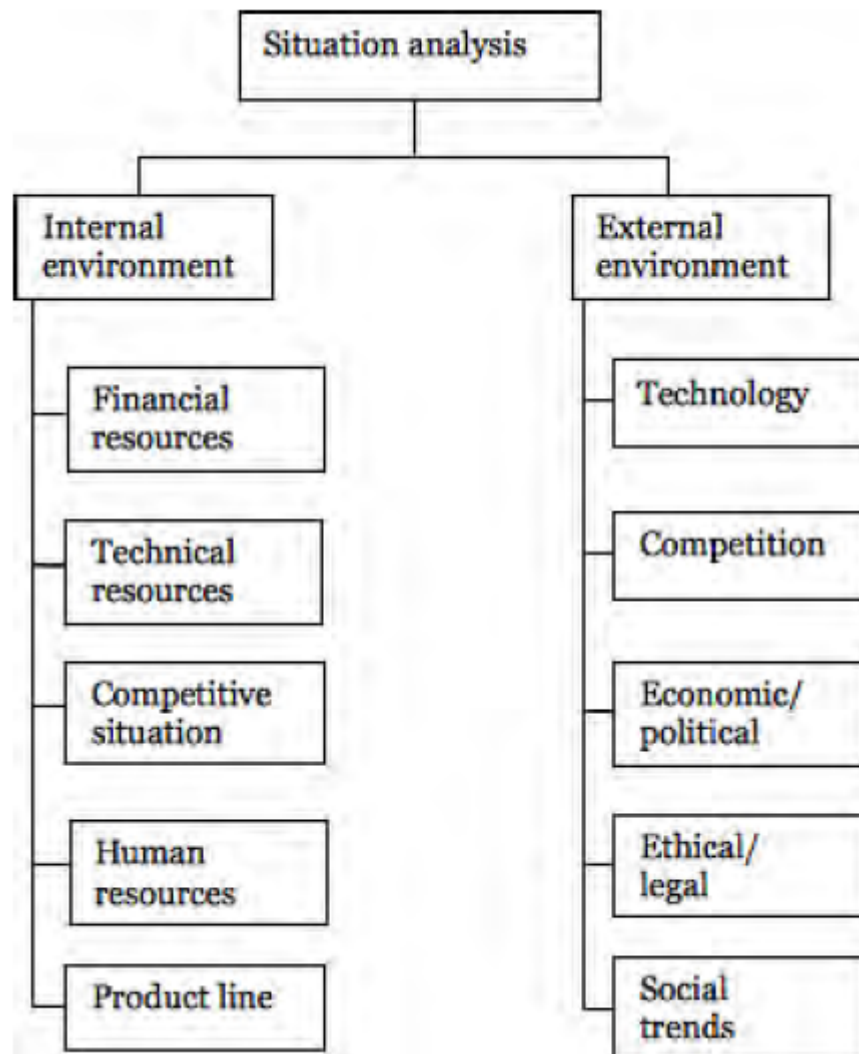 Situation analysis
Internal
environment
External
environment
Financial
resources
Technology
Technical
resources
Competition
Competitive
situation
Economic/
political
Human
resources
Ethical/
legal
Product line
Social
trends